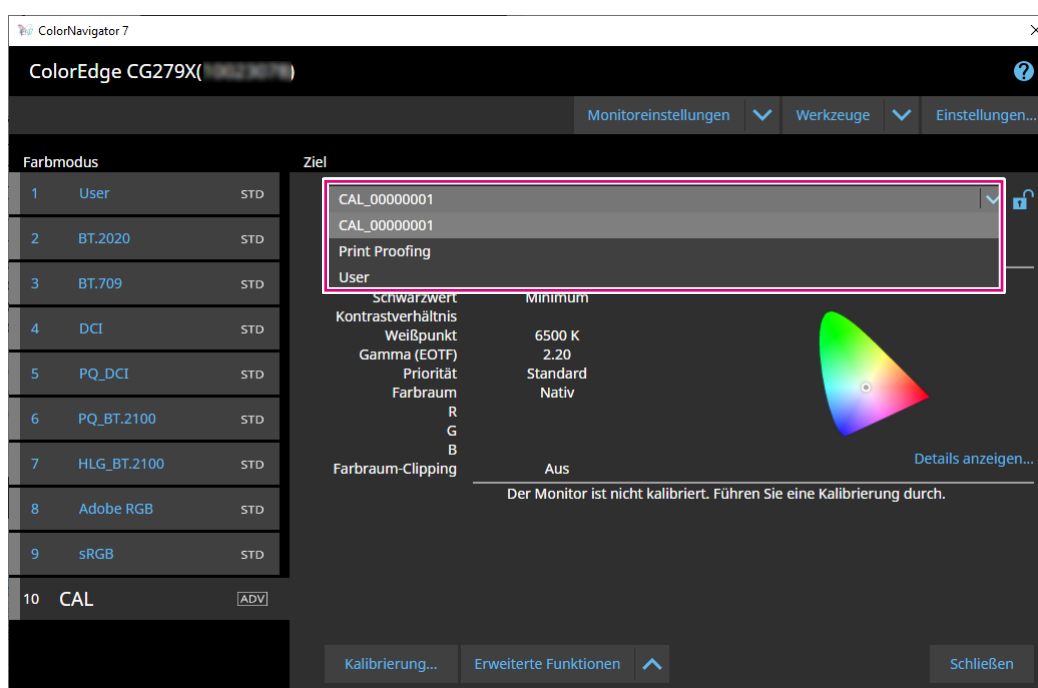 ColorNavigator 7
ColorEdge CG279X( )
Monitoreinstellungen Werkzeuge Einstellungen...
Farbmodus
1 User STD
2 BT.2020 STD
3 BT.709 STD
4 DCI STD
5 PQ_DCI STD
6 PQ_BT.2100 STD
7 HLG_BT.2100 STD
8 Adobe RGB STD
9 sRGB STD
10 CAL ADV
Ziel
CAL_00000001
CAL_00000001
Print Proofing
User
Schwarzwert Minimum
Kontrastverhältnis
Weißpunkt 6500 K
Gamma (EOTF) 2.20
Priorität Standard
Farbraum Nativ
R
G
B
Farbraum-Clipping Aus
Details anzeigen...
Der Monitor ist nicht kalibriert. Führen Sie eine Kalibrierung durch.
Kalibrierung... Erweiterte Funktionen Schließen